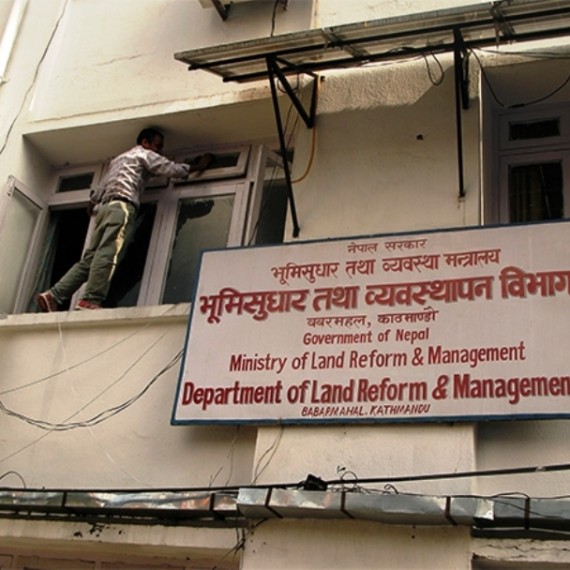 नेपाल सरकार
भूमिसुधार तथा व्यवस्था मन्त्रालय
भूमिसुधार तथा व्यवस्थापन विभाग
बबरमहल, काठमाण्डौ
Government of Nepal
Ministry of Land Reform & Management
Department of Land Reform & Managemen
BABARMAHAL, KATHMANDU